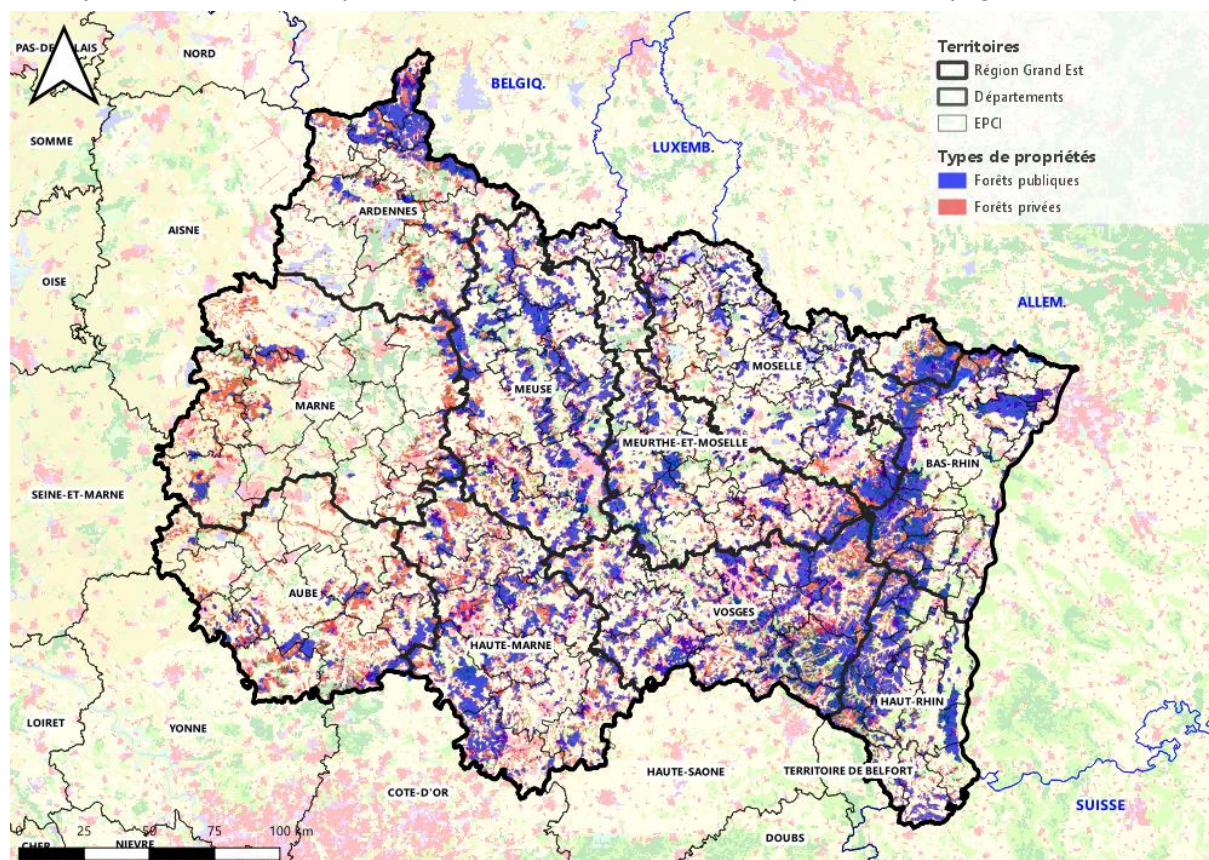 PAS-DE-CALAIS
NORD
BELGIQ.
SOMME
LUXEMB.
AISNE
ARDENNES
OISE
ALLEM.
MARNE
MEUSE
MOSELLE
MEURTHE-ET-MOSELLE
BAS-RHIN
SEINE-ET-MARNE
AUBE
VOSGES
HAUTE-MARNE
HAUT-RHIN
LOIRET
YONNE
HAUTE-SAONE
TERRITOIRE DE BELFORT
COTE-D'OR
SUISSE
DOUBS
CHER
NIEVRE
0 25 50 75 100 km
Territoires
Région Grand Est
Départements
EPCI
Types de propriétés
Forêts publiques
Forêts privées